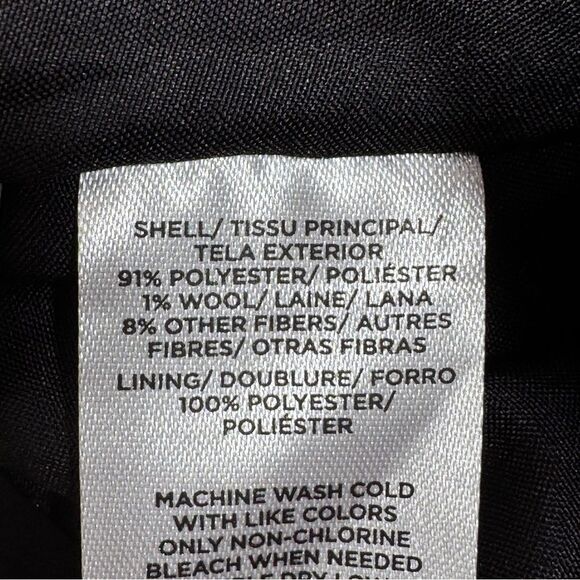 SHELL/ TISSU PRINCIPAL/
TELA EXTERIOR
91% POLYESTER/ POLIÉSTER
1% WOOL/ LAINE/ LANA
8% OTHER FIBERS/ AUTRES
FIBRES/ OTRAS FIBRAS
LINING/ DOUBLURE/ FORRO
100% POLYESTER/
POLIÉSTER
MACHINE WASH COLD
WITH LIKE COLORS
ONLY NON-CHLORINE
BLEACH WHEN NEEDED
DRY